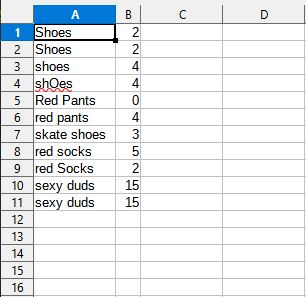 A B C D
1 Shoes 2
2 Shoes 2
3 shoes 4
4 shOes 4
5 Red Pants 0
6 red pants 4
7 skate shoes 3
8 red socks 5
9 red Socks 2
10 sexy duds 15
11 sexy duds 15
12
13
14
15
16